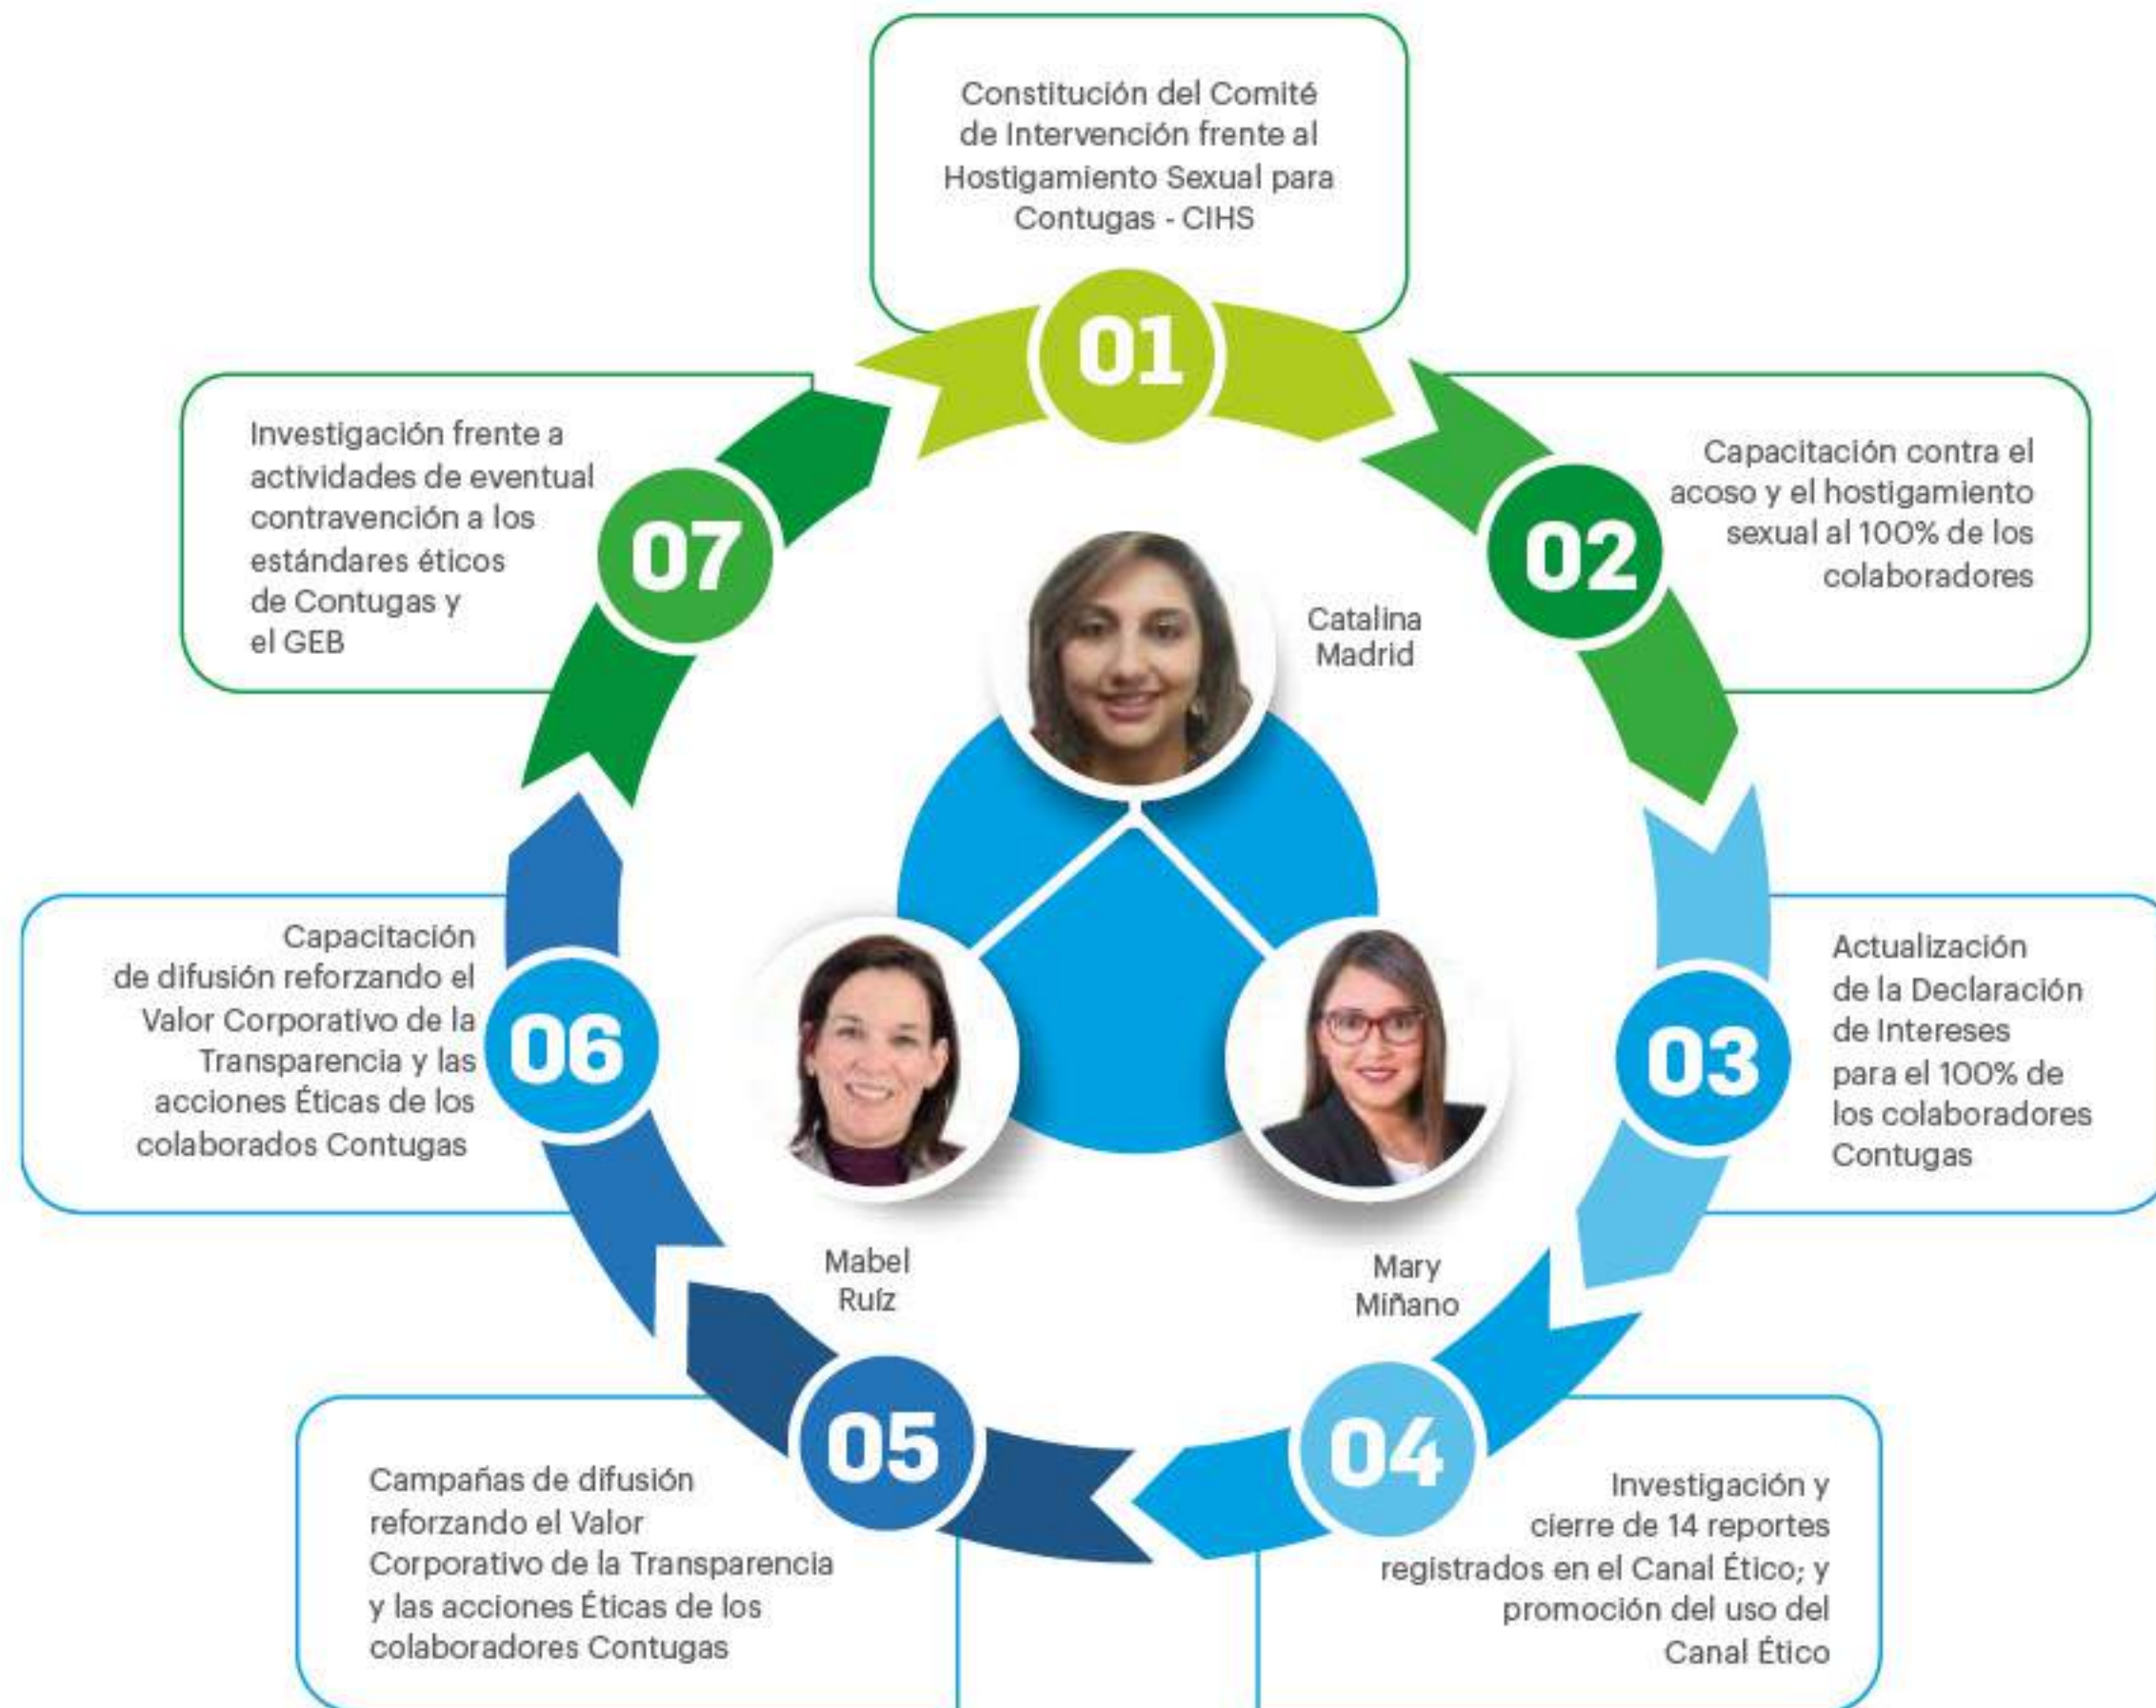 Constitución del Comité
de Intervención frente al
Hostigamiento Sexual para
Contugas - CIHS
01
Capacitación contra el
acoso y el hostigamiento
sexual al 100% de los
colaboradores
02
Actualización
de la Declaración
de Intereses
para el 100% de
los colaboradores
Contugas
03
Investigación y
cierre de 14 reportes
registrados en el Canal Ético; y
promoción del uso del
Canal Ético
04
Campañas de difusión
reforzando el Valor
Corporativo de la Transparencia
y las acciones Éticas de los
colaboradores Contugas
05
Capacitación
de difusión reforzando el
Valor Corporativo de la
Transparencia y las
acciones Éticas de los
colaborados Contugas
06
Investigación frente a
actividades de eventual
contravención a los
estándares éticos
de Contugas y
el GEB
07
Catalina
Madrid
Mabel
Ruíz
Mary
Miñano